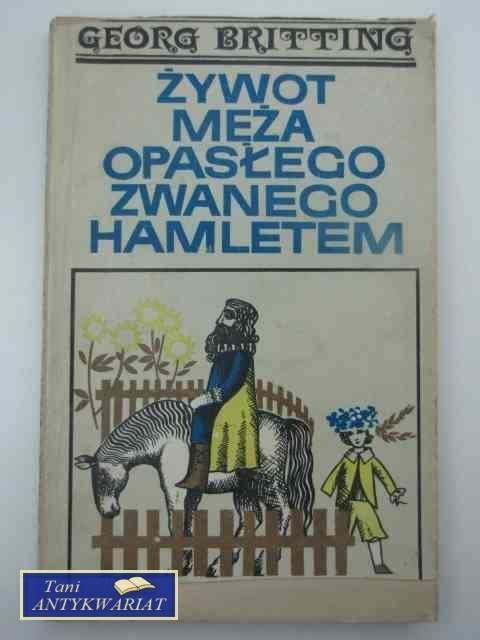 GEORG BRITTING
ŻYWOT
MĘŻA
OPASŁEGO
ZWANEGO
HAMLETEM
Tani
ANTYKWARIAT